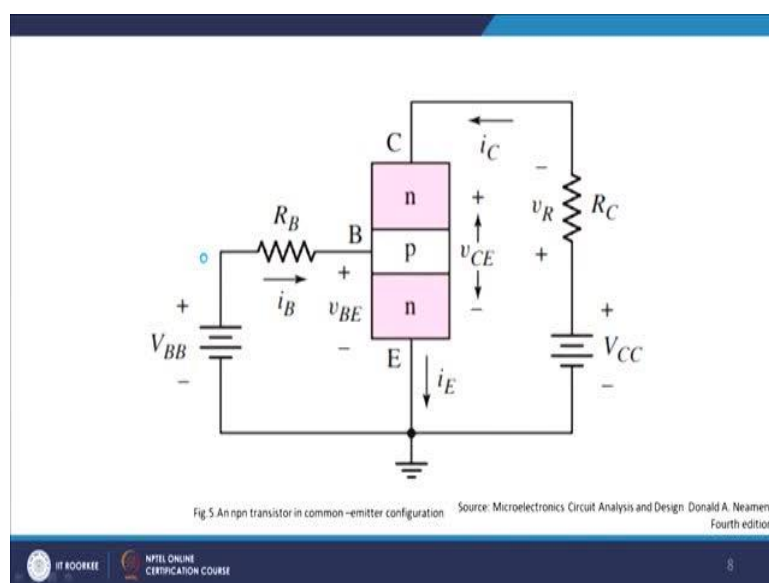 C
i_C
−
n
+
v_R
R_C
R_B
B
p
v_CE
+
+
i_B
v_BE
n
−
+
+
V_BB
−
E
i_E
V_CC
−
−
Fig.5.An npn transistor in common –emitter configuration
Source: Microelectronics Circuit Analysis and Design Donald A. Neamen
Fourth edition
IIT ROORKEE
NPTEL ONLINE
CERTIFICATION COURSE
8